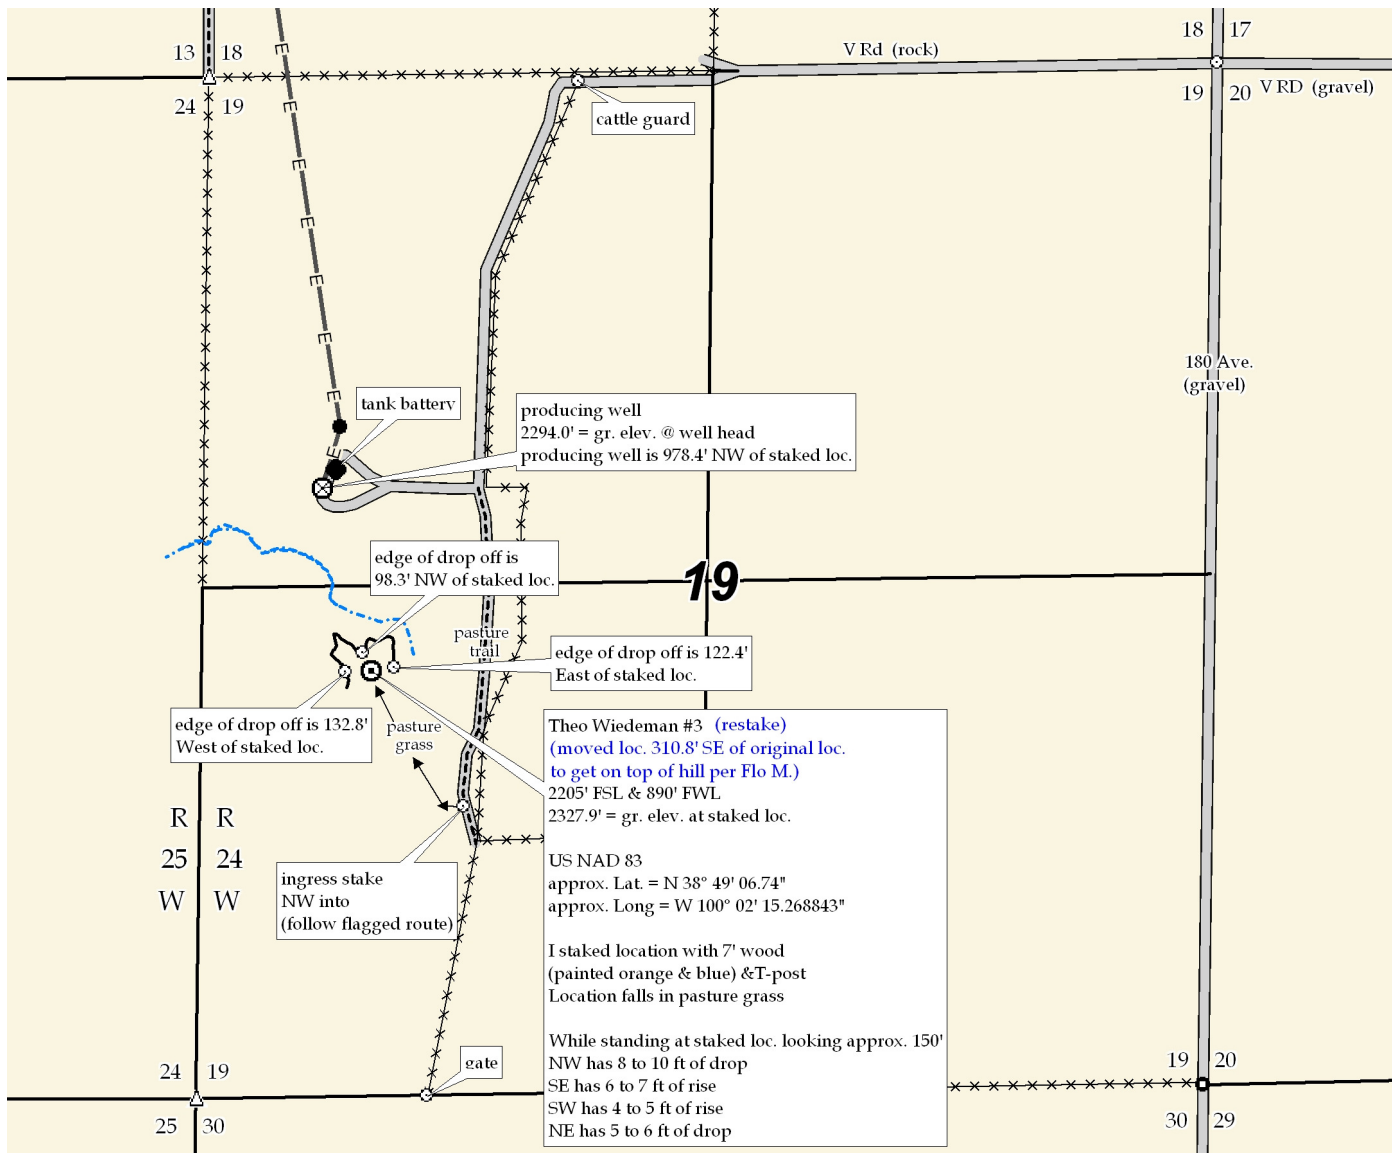 V Rd (rock)
18 17
13 18
24 19
19 20
V RD (gravel)
cattle guard
E
E
E
E
E
E
E
E
180 Ave.
(gravel)
tank battery
producing well
2294.0' = gr. elev. @ well head
producing well is 978.4' NW of staked loc.
edge of drop off is
98.3' NW of staked loc.
19
pasture
trail
edge of drop off is 122.4'
East of staked loc.
edge of drop off is 132.8'
West of staked loc.
pasture
grass
Theo Wiedeman #3 (restake)
(moved loc. 310.8' SE of original loc.
to get on top of hill per Flo M.)
2205' FSL & 890' FWL
2327.9' = gr. elev. at staked loc.
US NAD 83
approx. Lat. = N 38° 49' 06.74"
approx. Long = W 100° 02' 15.268843"
I staked location with 7' wood
(painted orange & blue) &T-post
Location falls in pasture grass
While standing at staked loc. looking approx. 150'
NW has 8 to 10 ft of drop
SE has 6 to 7 ft of rise
SW has 4 to 5 ft of rise
NE has 5 to 6 ft of drop
R R
25 24
W W
ingress stake
NW into
(follow flagged route)
gate
24 19
25 30
19 20
30 29